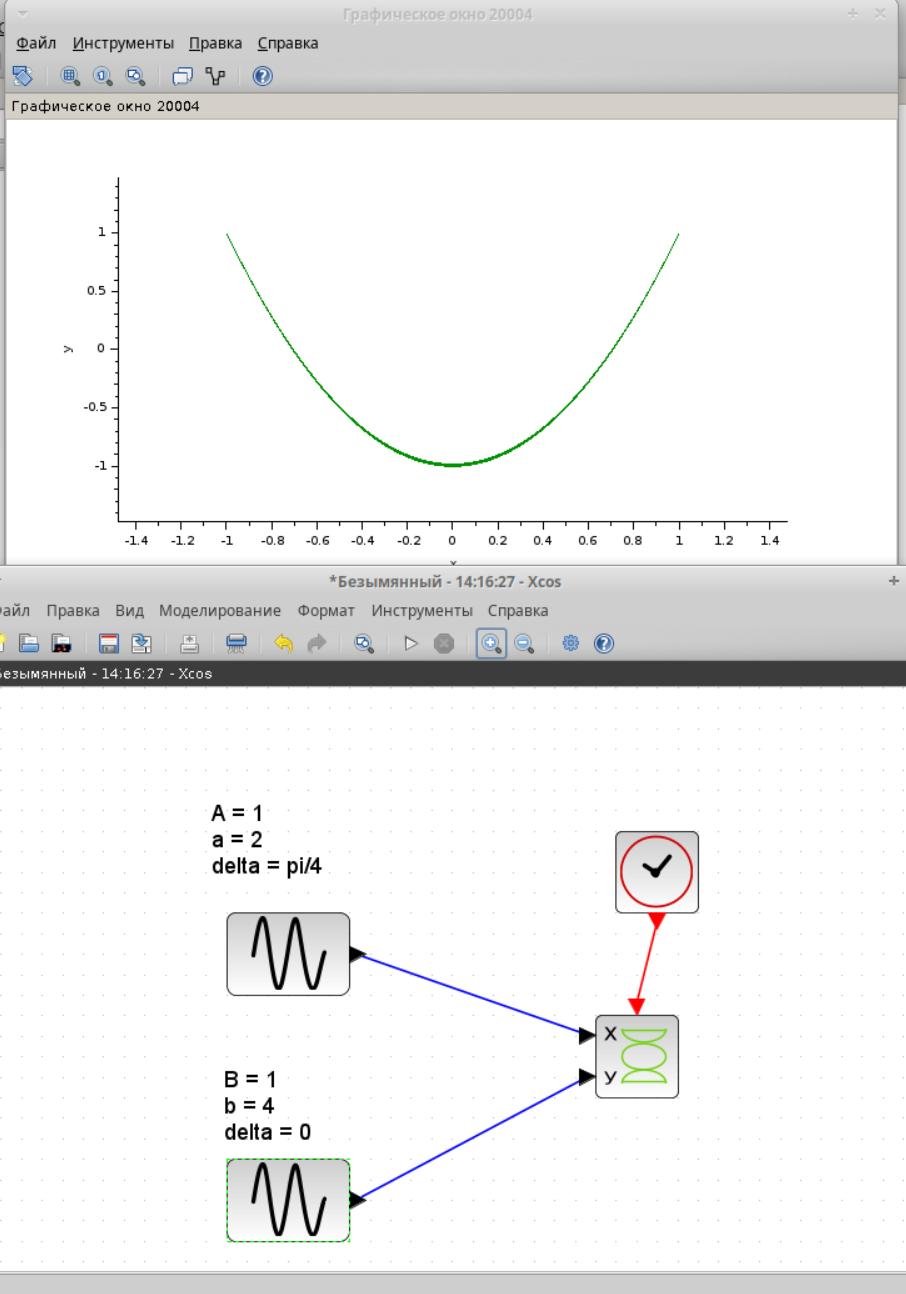 Графическое окно 20004
Файл Инструменты Правка Справка
Графическое окно 20004
1
0.5
0
-0.5
-1
y
-1.4 -1.2 -1 -0.8 -0.6 -0.4 -0.2 0 0.2 0.4 0.6 0.8 1 1.2 1.4
*Безымянный - 14:16:27 - Xcos
айл Правка Вид Моделирование Формат Инструменты Справка
Безымянный - 14:16:27 - Xcos
A = 1
a = 2
delta = pi/4
X
y
B = 1
b = 4
delta = 0